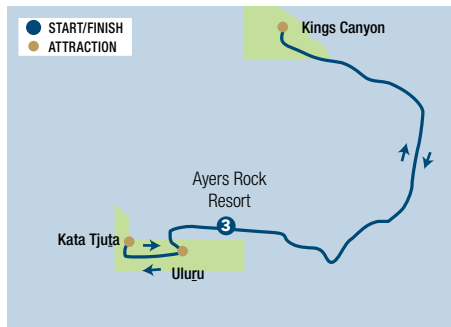 START/FINISH
ATTRACTION
Kings Canyon
Ayers Rock
Resort
3
Kata Tjuṯa
Uluṟu